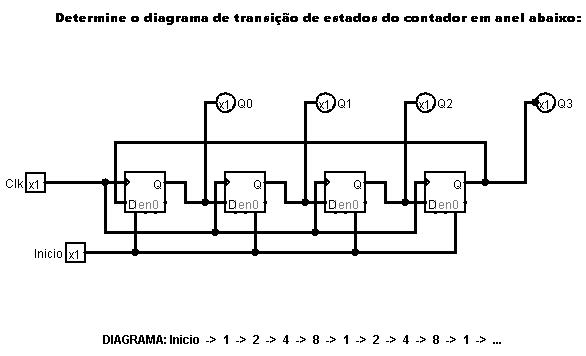 Determine o diagrama de transição de estados do contador em anel abaixo:
x1 Q0 x1 Q1 x1 Q2 x1 Q3
Clk x1 Q Q Q Q
D en0 D en0 D en0 D en0
Inicio x1
DIAGRAMA: Inicio -> 1 -> 2 -> 4 -> 8 -> 1 -> 2 -> 4 -> 8 -> 1 -> ...